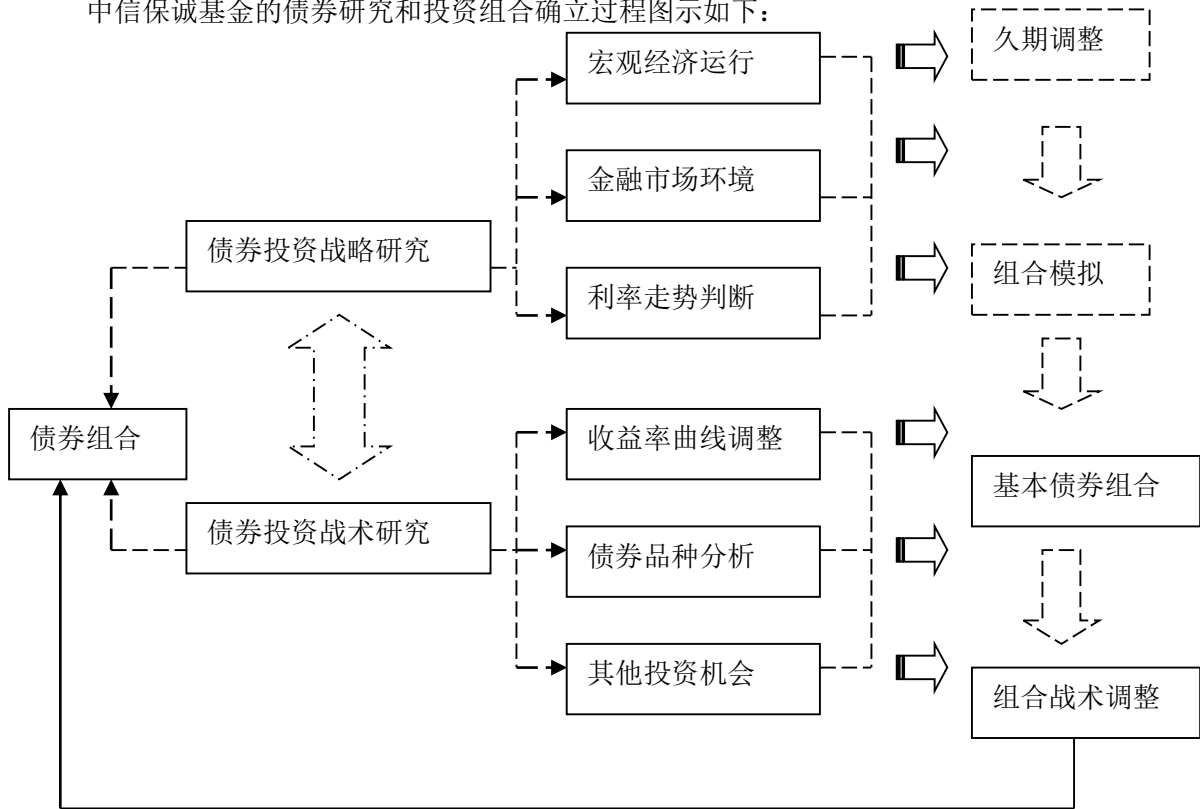 中信保诚基金的债券研究和投资组合确立过程图示如下：
宏观经济运行
久期调整
金融市场环境
债券投资战略研究
组合模拟
利率走势判断
债券组合
收益率曲线调整
基本债券组合
债券投资战术研究
债券品种分析
其他投资机会
组合战术调整